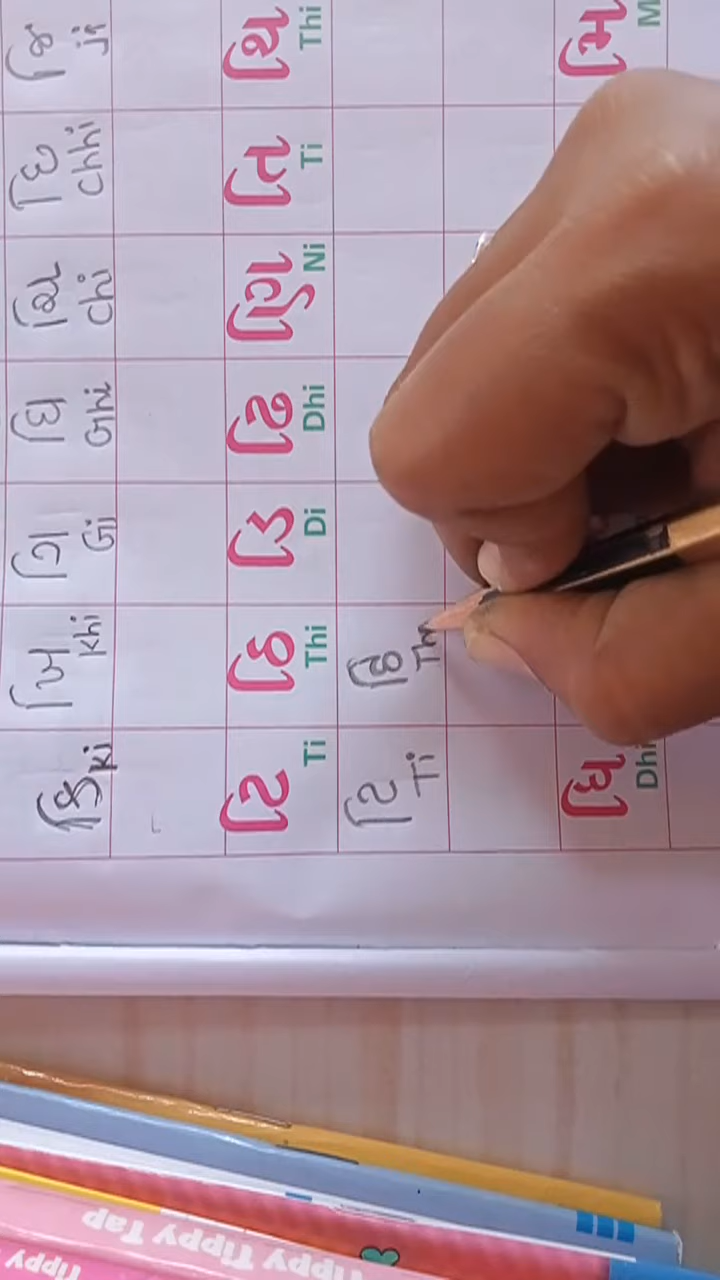 કિ ખિ ગિ ઘિ ચિ છિ જિ
Ki Khi Gi Ghi Chi Chhi Ji
ટિ ઠિ ડિ ઢિ ણિ તિ થિ
Ti Thi Di Dhi Ni Ti Thi
ટિ ઠિ
Ti Th
ધિ ભિ
Dhi M
Tippy Tippy Tap